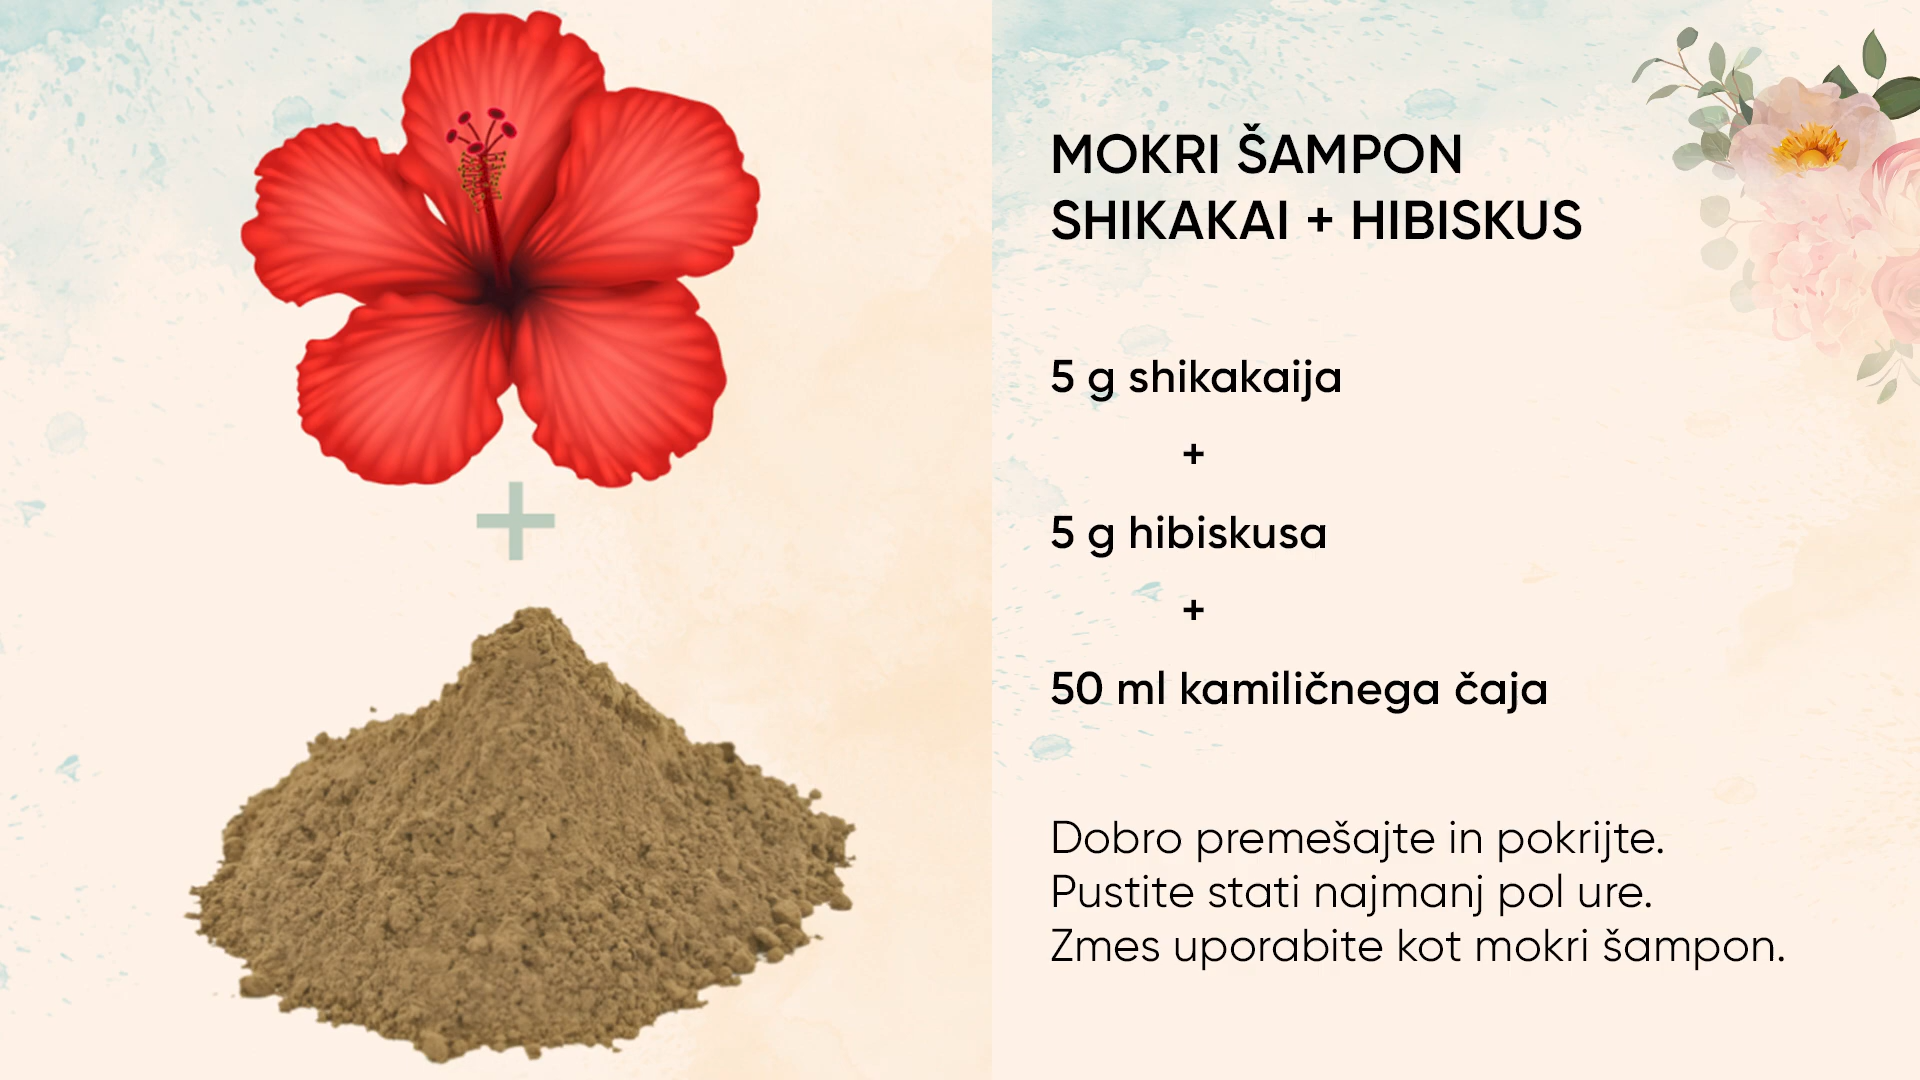 MOKRI ŠAMPON
SHIKAKAI + HIBISKUS
5 g shikakaija
+
5 g hibiskusa
+
50 ml kamiličnega čaja
Dobro premešajte in pokrijte.
Pustite stati najmanj pol ure.
Zmes uporabite kot mokri šampon.
+